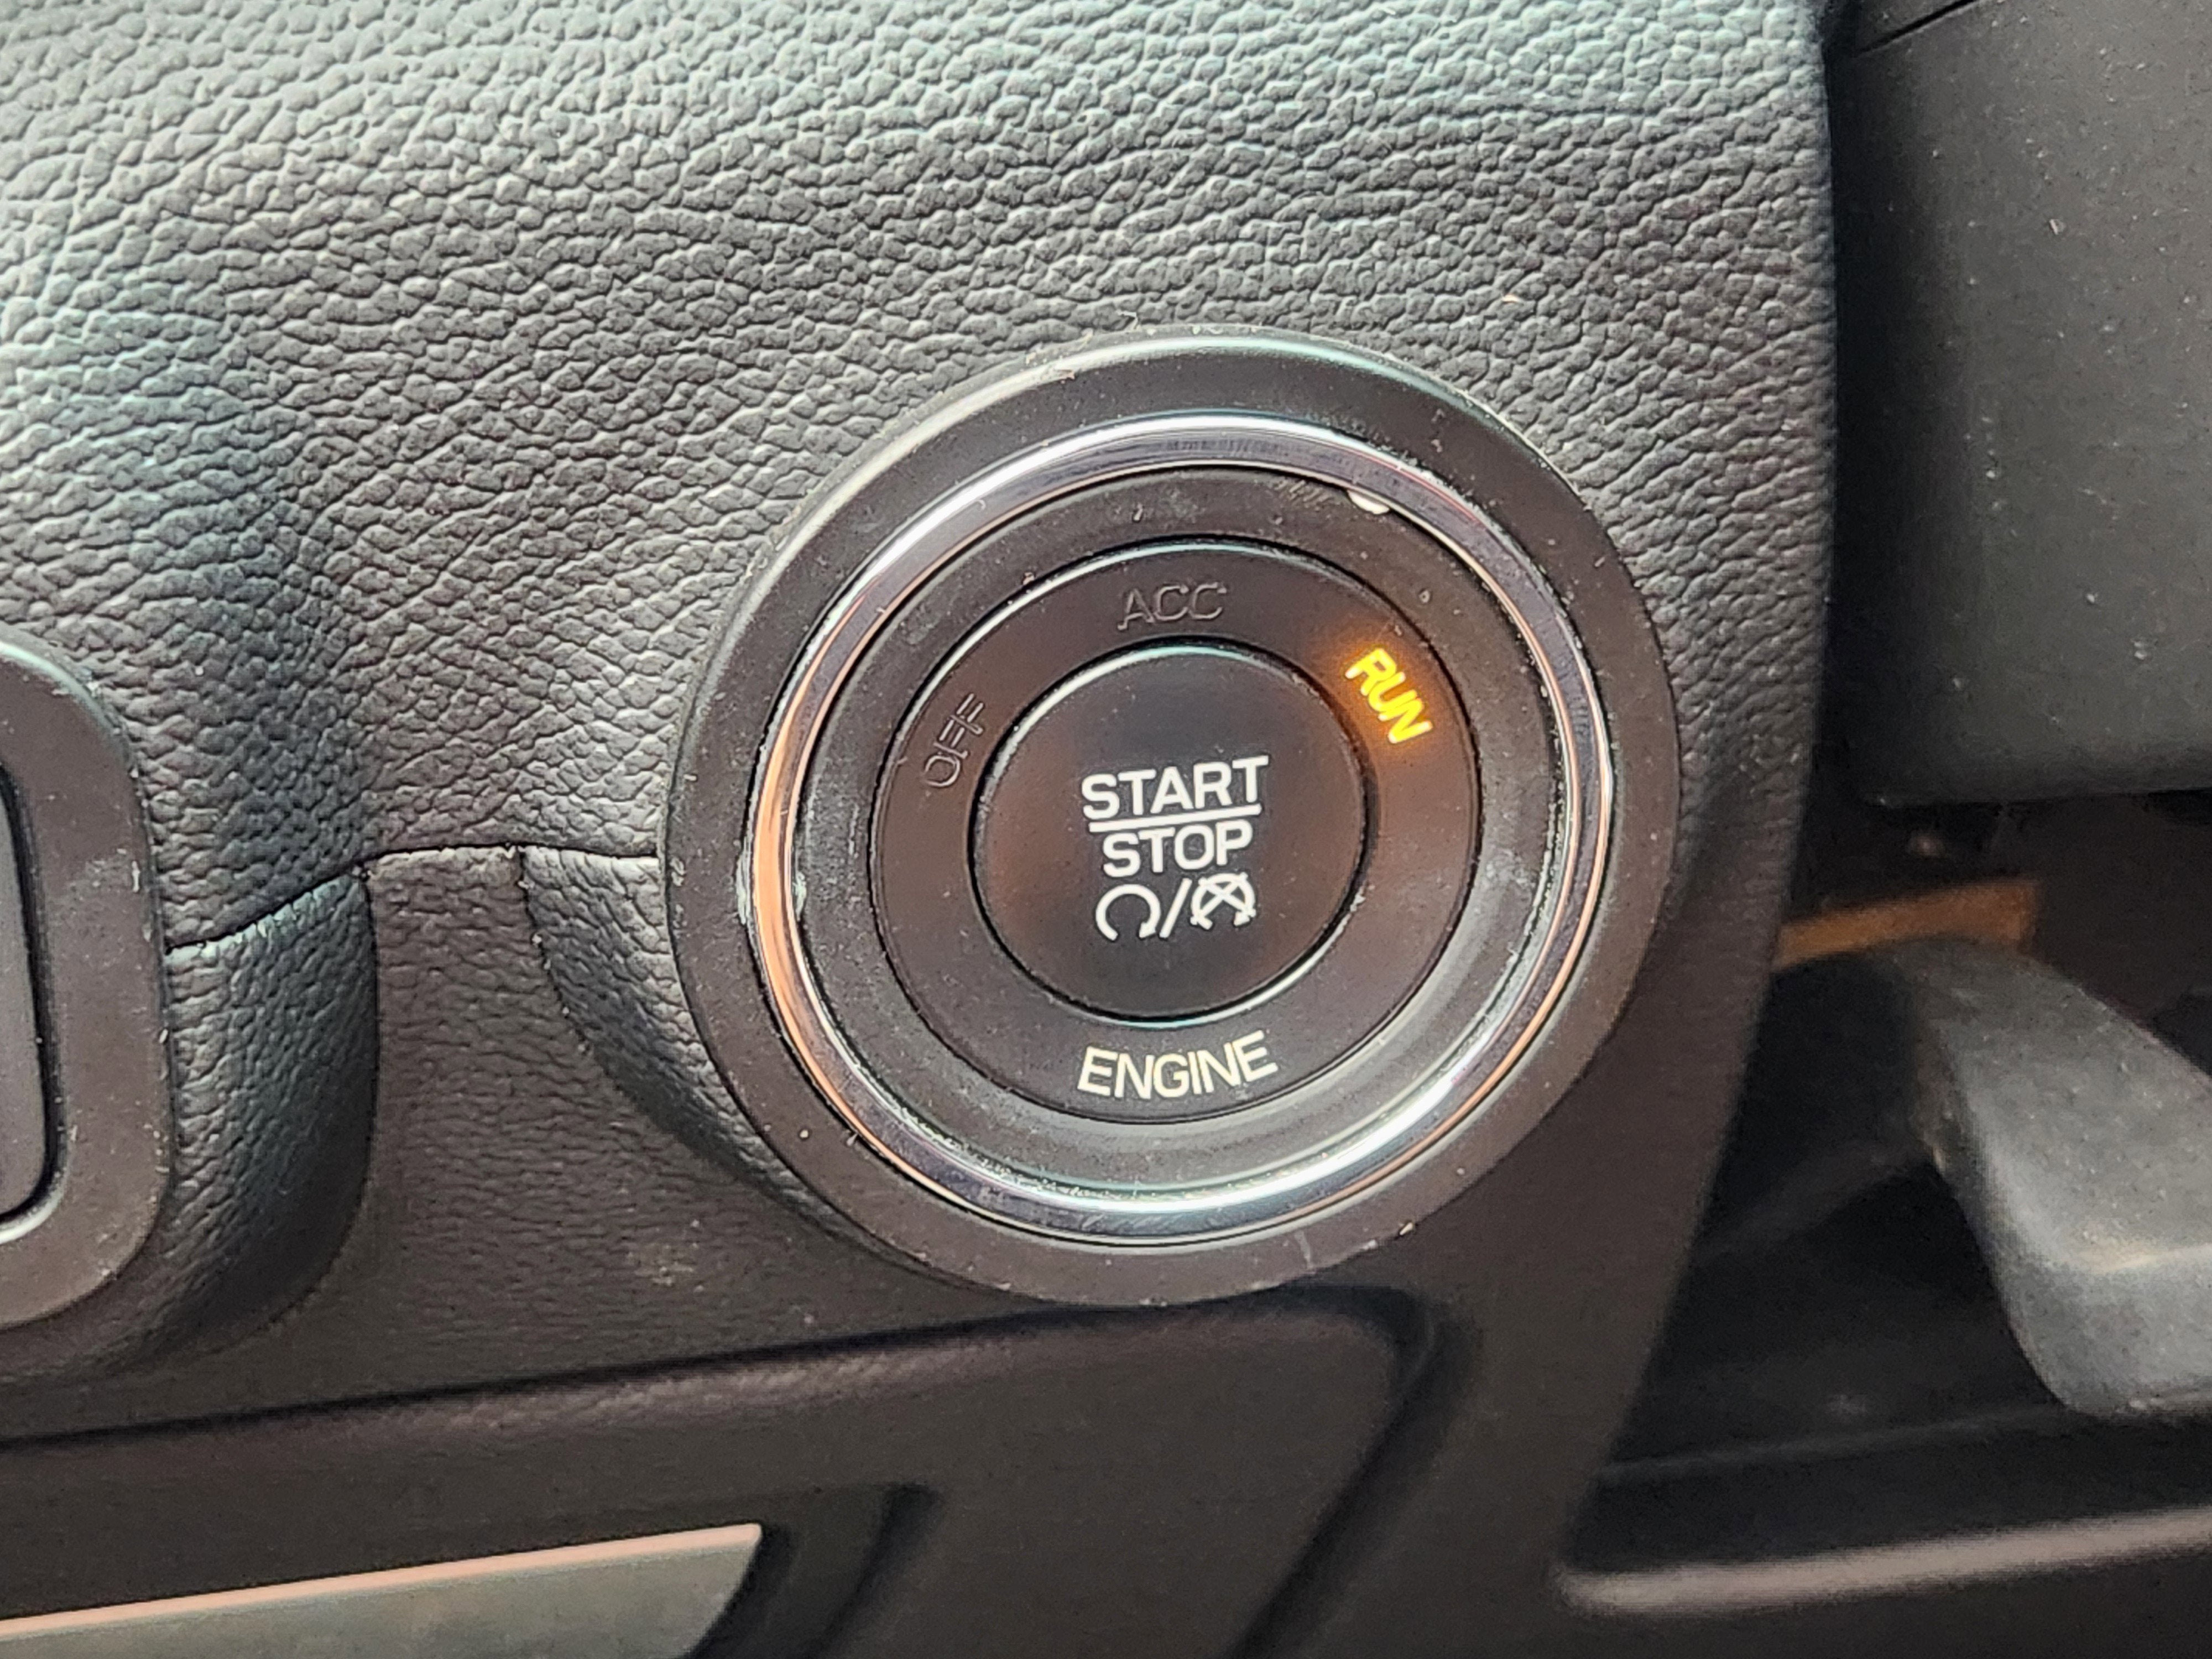 ACC
RUN
OFF
START
STOP
ENGINE